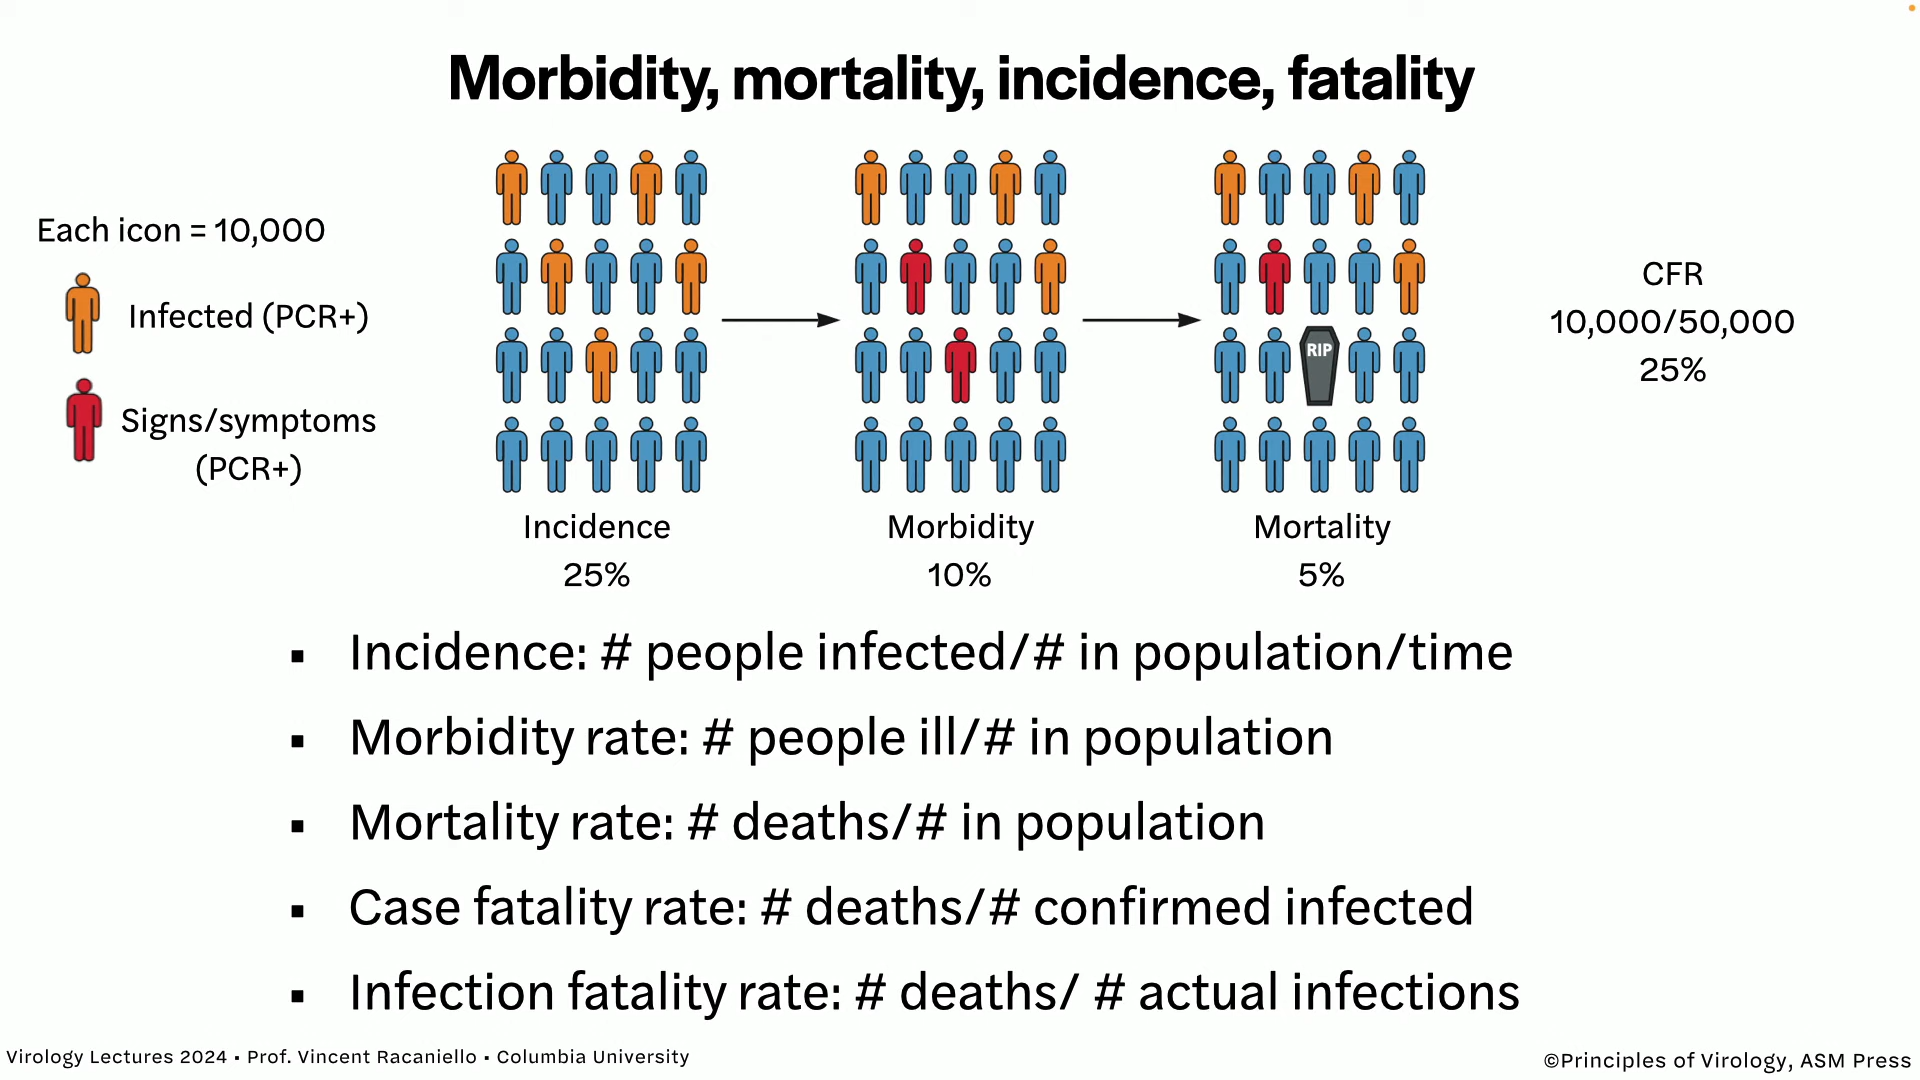 Morbidity, mortality, incidence, fatality
Each icon = 10,000
Infected (PCR+)
Signs/symptoms
(PCR+)
RIP
CFR
10,000/50,000
25%
Incidence
25%
Morbidity
10%
Mortality
5%
▪ Incidence: # people infected/# in population/time
▪ Morbidity rate: # people ill/# in population
▪ Mortality rate: # deaths/# in population
▪ Case fatality rate: # deaths/# confirmed infected
▪ Infection fatality rate: # deaths/ # actual infections
Virology Lectures 2024 • Prof. Vincent Racaniello • Columbia University
©Principles of Virology, ASM Press